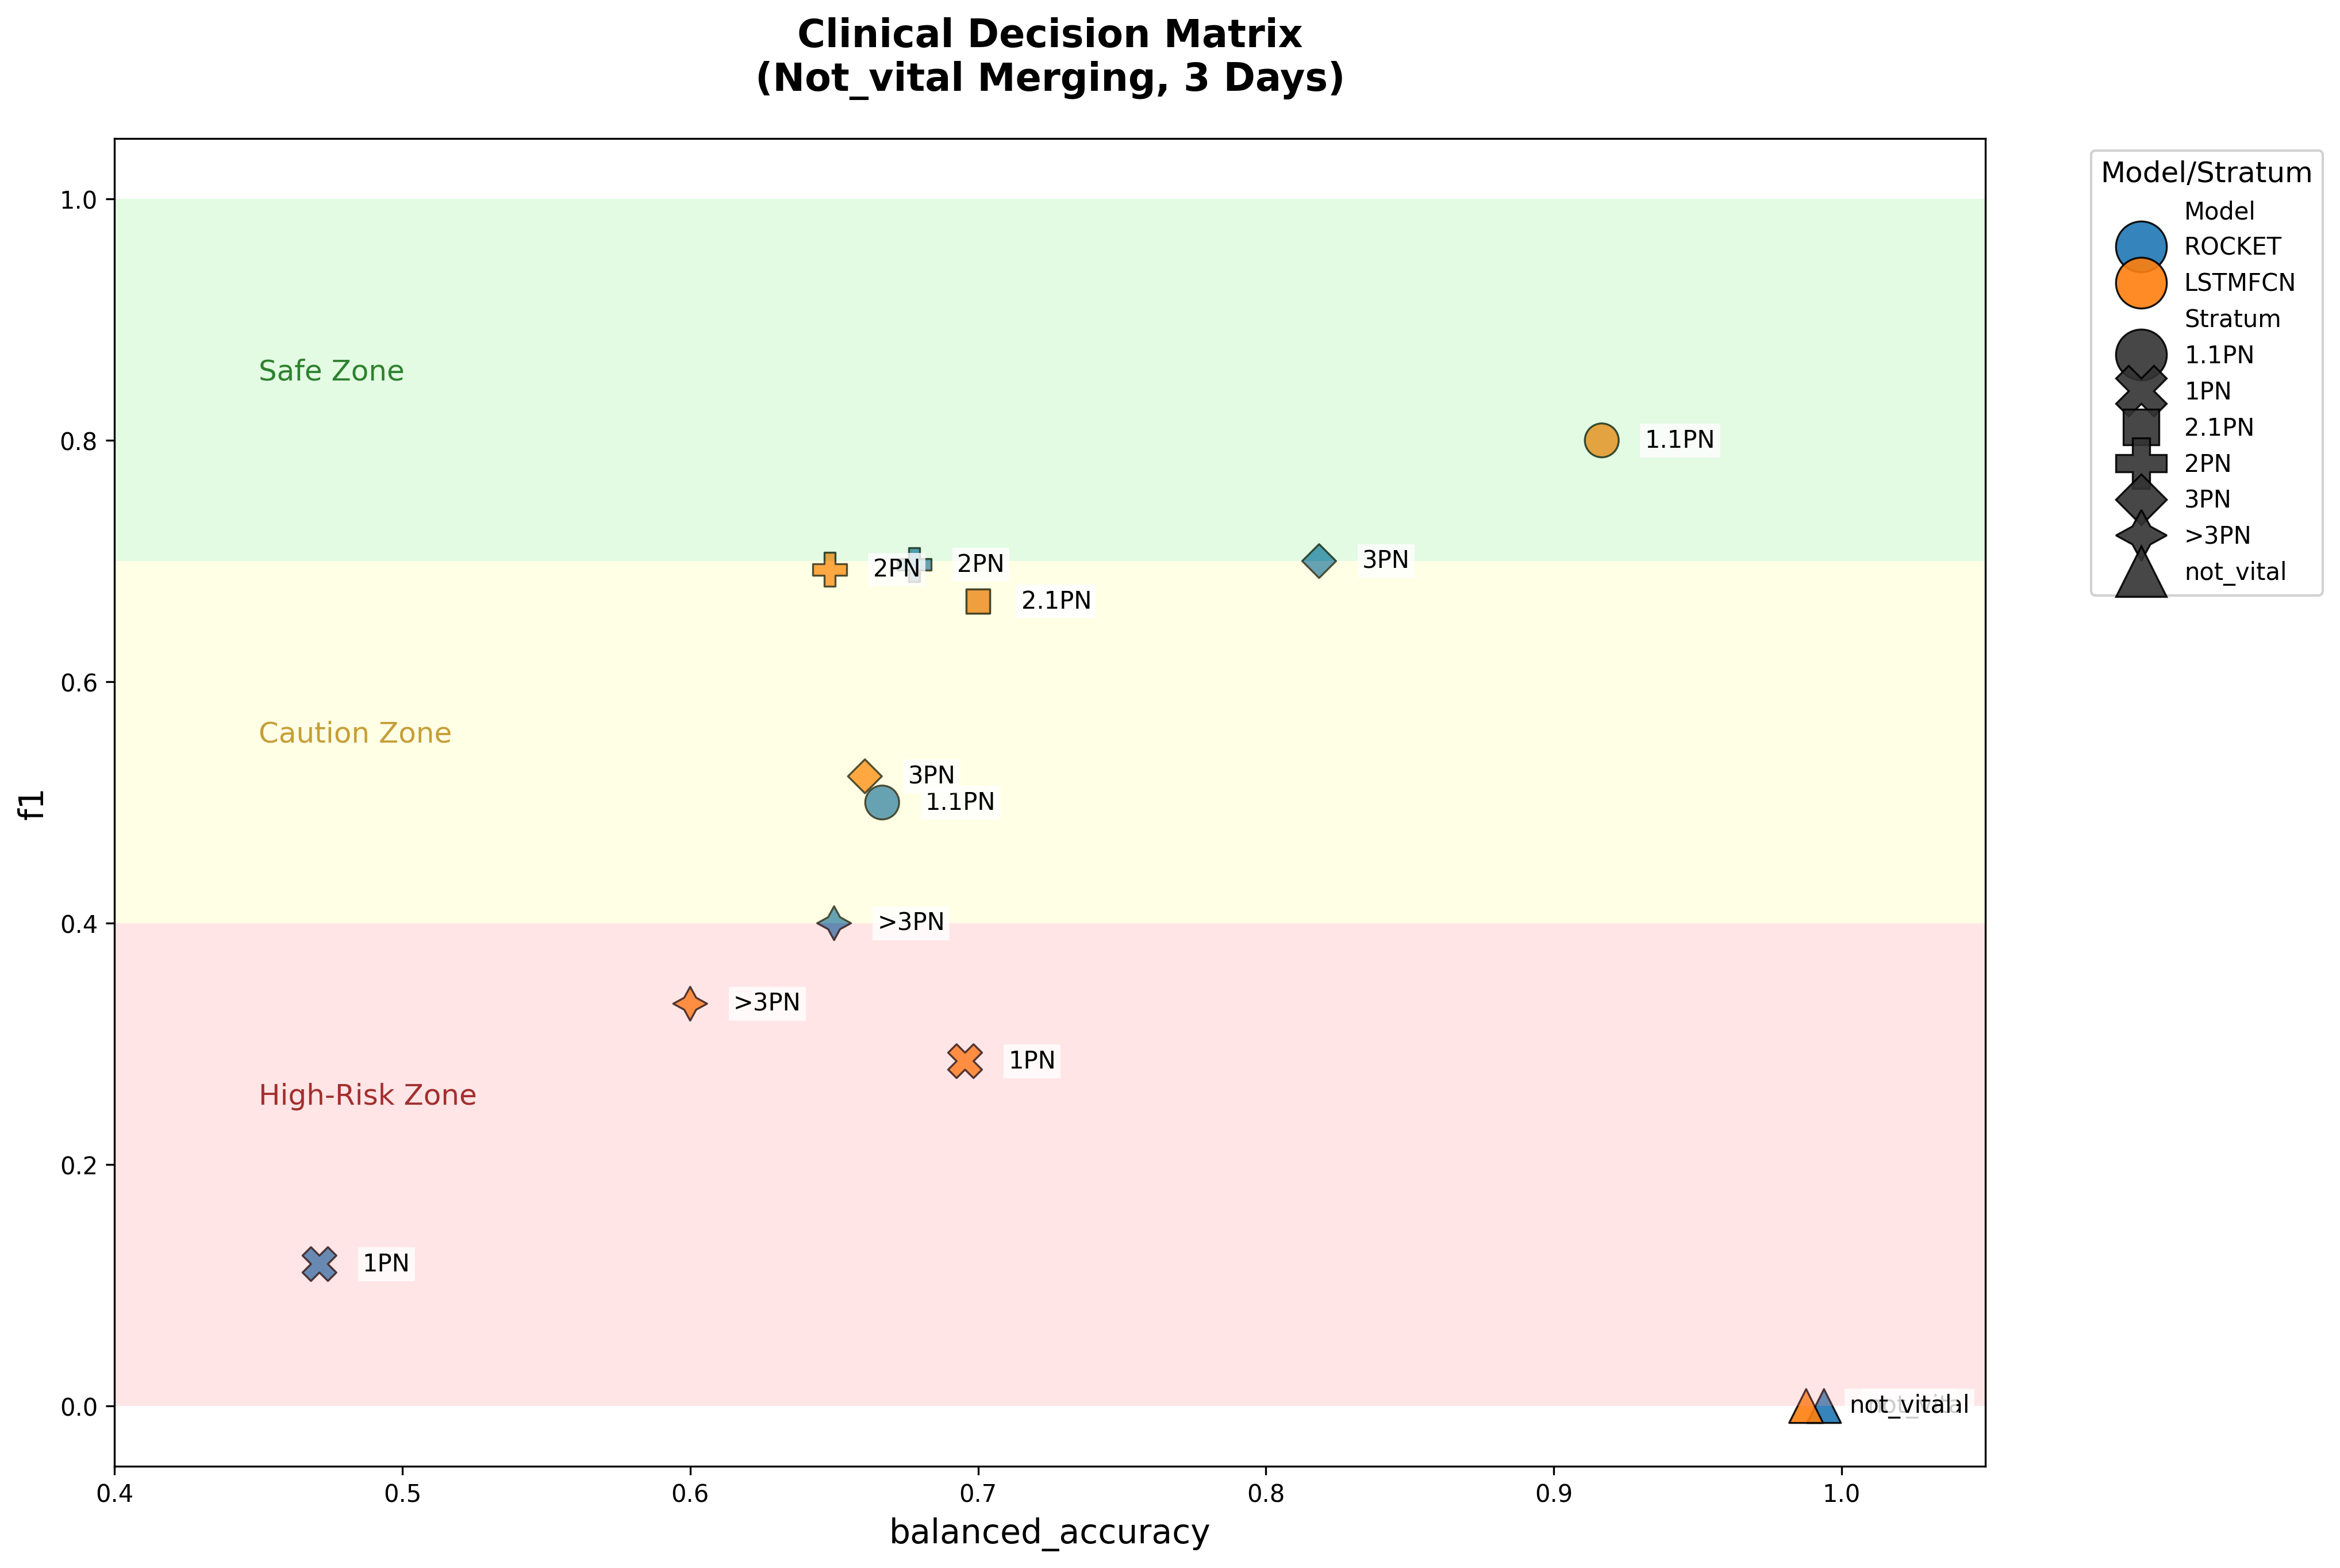 Clinical Decision Matrix
(Not_vital Merging, 3 Days)
f1
1.0
0.8
0.6
0.4
0.2
0.0
Safe Zone
Caution Zone
High-Risk Zone
1.1PN
2PN
2PN
3PN
2.1PN
3PN
1.1PN
>3PN
>3PN
1PN
1PN
not_vital
0.4
0.5
0.6
0.7
0.8
0.9
1.0
balanced_accuracy
Model/Stratum
Model
ROCKET
LSTMFCN
Stratum
1.1PN
1PN
2.1PN
2PN
3PN
>3PN
not_vital